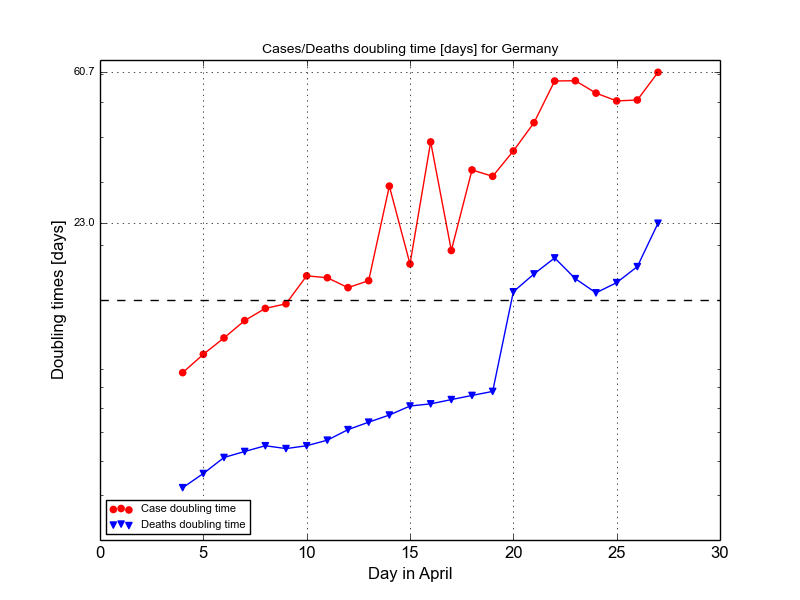 Cases/Deaths doubling time [days] for Germany
60.7
23.0
Doubling times [days]
Case doubling time
Deaths doubling time
0 5 10 15 20 25 30
Day in April